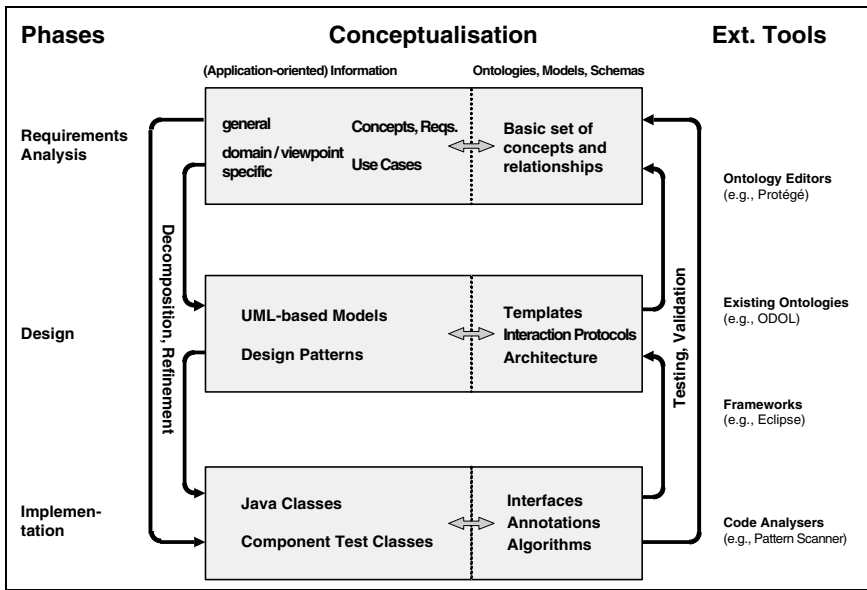 Phases
Conceptualisation
Ext. Tools
(Application-oriented) Information
Ontologies, Models, Schemas
Requirements
Analysis
general
Concepts, Reqs.
domain / viewpoint
specific
Use Cases
Basic set of
concepts and
relationships
Ontology Editors
(e.g., Protégé)
Decomposition, Refinement
Testing, Validation
Design
UML-based Models
Design Patterns
Templates
Interaction Protocols
Architecture
Existing Ontologies
(e.g., ODOL)
Frameworks
(e.g., Eclipse)
Implemen-
tation
Java Classes
Component Test Classes
Interfaces
Annotations
Algorithms
Code Analysers
(e.g., Pattern Scanner)